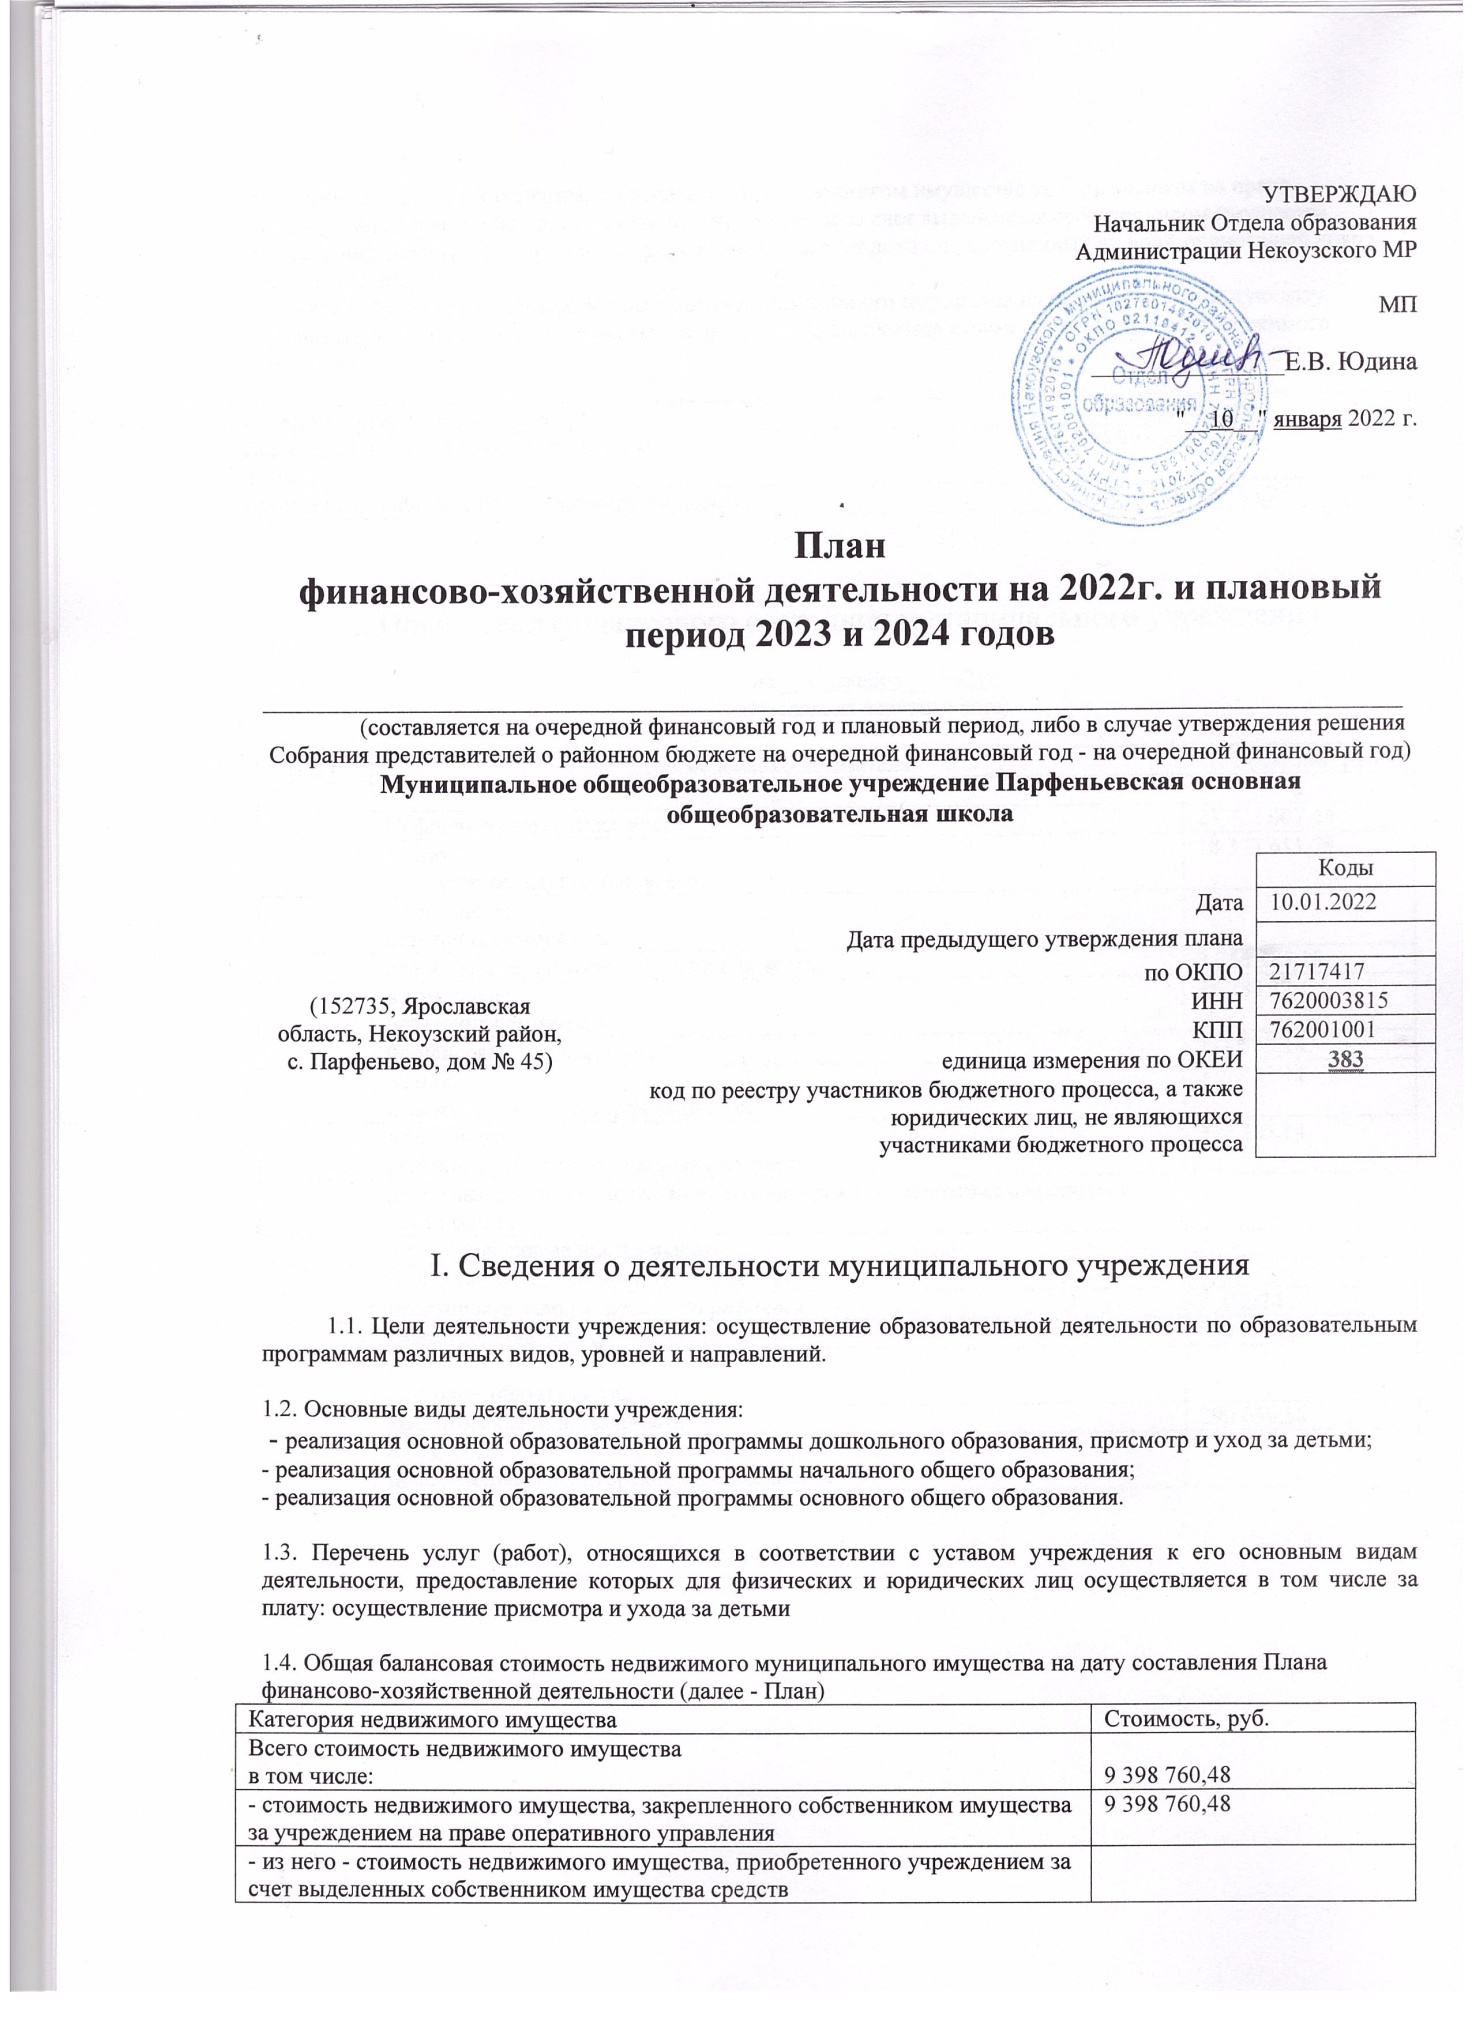 УТВЕРЖДАЮ
Начальник Отдела образования
Администрации Некоузского МР
МП
Е.В. Юдина
Отдел
образования
"__10__" января 2022 г.
План
финансово-хозяйственной деятельности на 2022г. и плановый
период 2023 и 2024 годов
(составляется на очередной финансовый год и плановый период, либо в случае утверждения решения
Собрания представителей о районном бюджете на очередной финансовый год - на очередной финансовый год)
Муниципальное общеобразовательное учреждение Парфеньевская основная
общеобразовательная школа
Коды
Дата 10.01.2022
Дата предыдущего утверждения плана
по ОКПО 21717417
(152735, Ярославская
область, Некоузский район,
с. Парфеньево, дом № 45)
ИНН 7620003815
КПП 762001001
единица измерения по ОКЕИ 383
код по реестру участников бюджетного процесса, а также
юридических лиц, не являющихся
участниками бюджетного процесса
I. Сведения о деятельности муниципального учреждения
1.1. Цели деятельности учреждения: осуществление образовательной деятельности по образовательным
программам различных видов, уровней и направлений.
1.2. Основные виды деятельности учреждения:
- реализация основной образовательной программы дошкольного образования, присмотр и уход за детьми;
- реализация основной образовательной программы начального общего образования;
- реализация основной образовательной программы основного общего образования.
1.3. Перечень услуг (работ), относящихся в соответствии с уставом учреждения к его основным видам
деятельности, предоставление которых для физических и юридических лиц осуществляется в том числе за
плату: осуществление присмотра и ухода за детьми
1.4. Общая балансовая стоимость недвижимого муниципального имущества на дату составления Плана
финансово-хозяйственной деятельности (далее - План)
Категория недвижимого имущества Стоимость, руб.
Всего стоимость недвижимого имущества
в том числе: 9 398 760,48
- стоимость недвижимого имущества, закрепленного собственником имущества 9 398 760,48
за учреждением на праве оперативного управления
- из него - стоимость недвижимого имущества, приобретенного учреждением за
счет выделенных собственником имущества средств